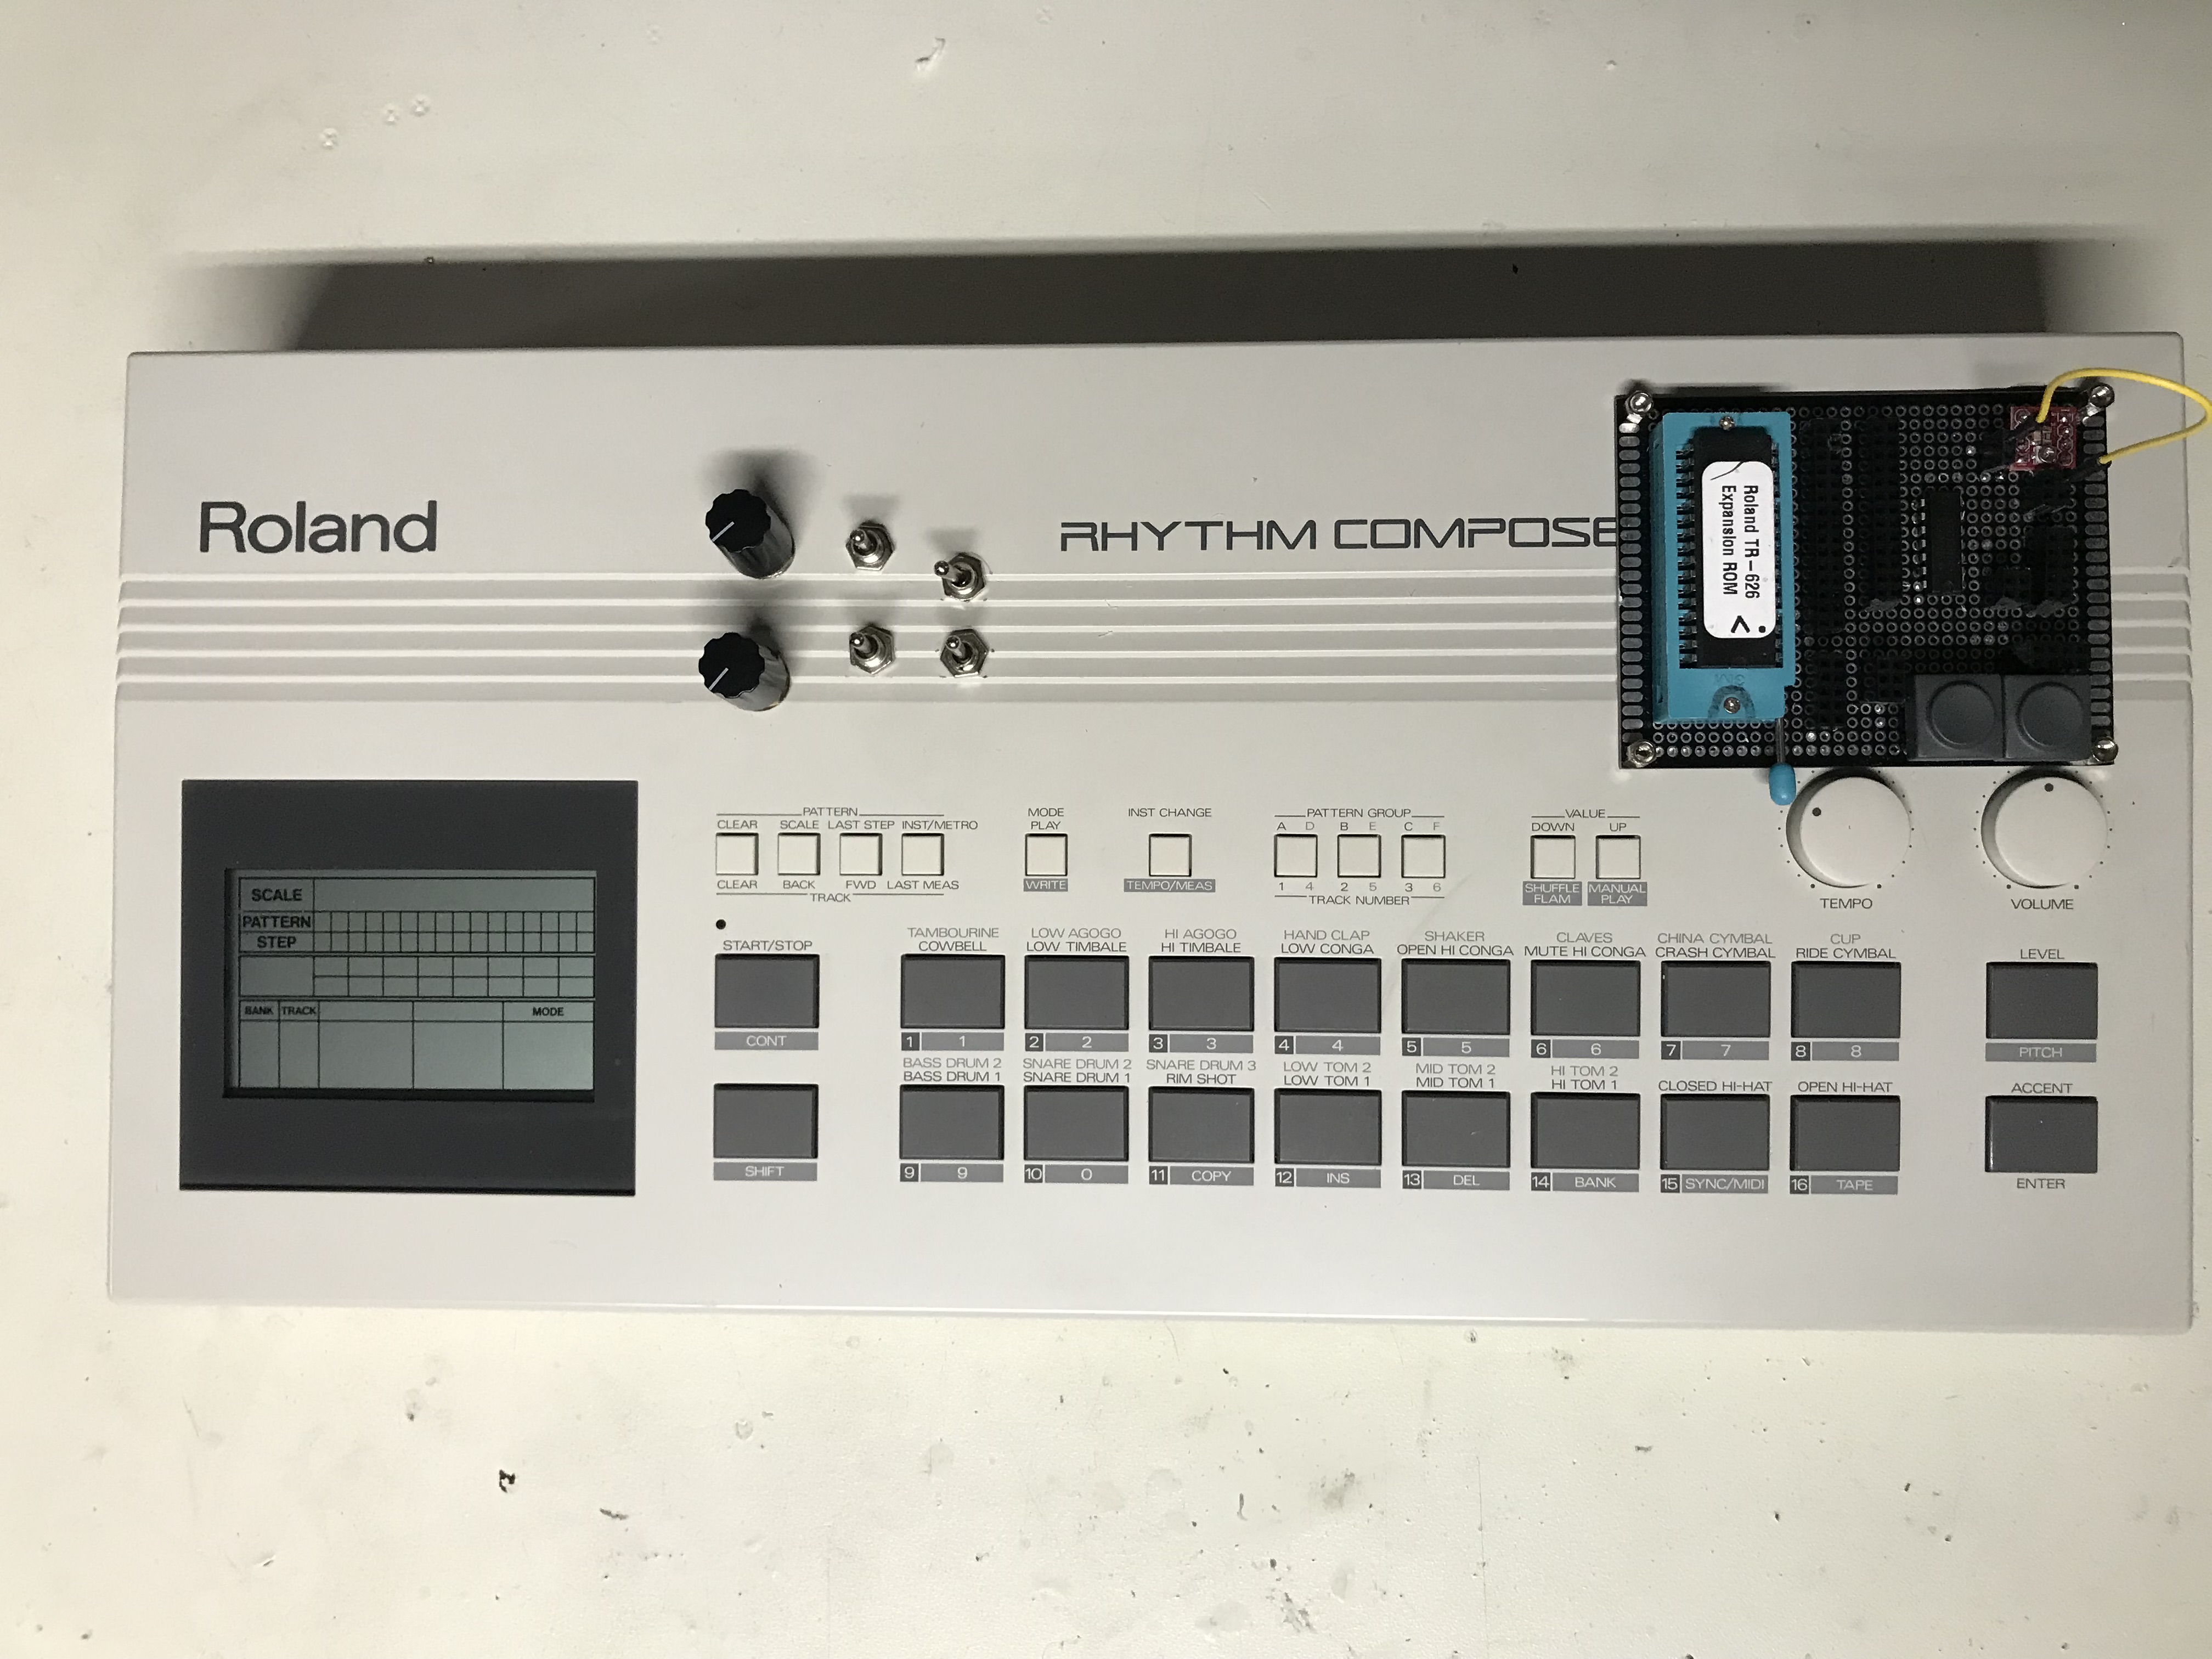 Roland
RHYTHM COMPOSE
Roland TR-626
Expansion ROM
<
PATTERN
CLEAR SCALE LAST STEP INST/METRO
CLEAR BACK FWD LAST MEAS
TRACK
MODE
PLAY
WRITE
INST CHANGE
TEMPO/MEAS
PATTERN GROUP
A D B E C F
1 4 2 5 3 6
TRACK NUMBER
VALUE
DOWN UP
SHUFFLE MANUAL
FLAM PLAY
TEMPO
VOLUME
SCALE
PATTERN
STEP
BANK TRACK MODE
START/STOP
CONT
SHIFT
TAMBOURINE LOW AGOGO HI AGOGO HAND CLAP SHAKER CLAVES CHINA CYMBAL CUP
COWBELL LOW TIMBALE HI TIMBALE LOW CONGA OPEN HI CONGA MUTE HI CONGA CRASH CYMBAL RIDE CYMBAL
1 1 2 2 3 3 4 4 5 5 6 6 7 7 8 8
BASS DRUM 2 SNARE DRUM 2 SNARE DRUM 3 LOW TOM 2 MID TOM 2 HI TOM 2
BASS DRUM 1 SNARE DRUM 1 RIM SHOT LOW TOM 1 MID TOM 1 HI TOM 1 CLOSED HI-HAT OPEN HI-HAT
9 9 10 0 11 COPY 12 INS 13 DEL 14 BANK 15 SYNC/MIDI 16 TAPE
LEVEL
PITCH
ACCENT
ENTER